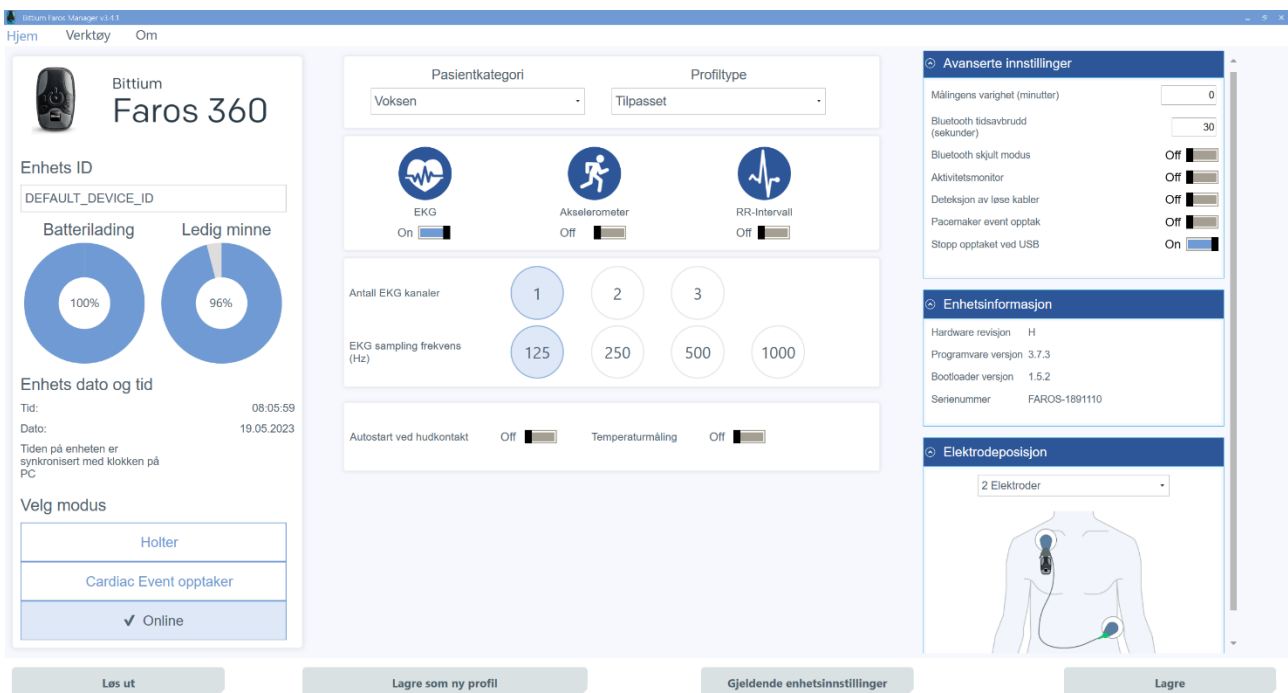 Bittium Faros Manager v3.4.1
Hjem Verktøy Om
Bittium
Faros 360
Enhets ID
DEFAULT_DEVICE_ID
Batterilading Ledig minne
100% 96%
Enhets dato og tid
Tid: 08:05:59
Dato: 19.05.2023
Tiden på enheten er
synkronisert med klokken på
PC
Velg modus
Holter
Cardiac Event opptaker
✓ Online
Pasientkategori Profiltype
Voksen Tilpasset
EKG Akselerometer RR-Intervall
On Off Off
Antall EKG kanaler 1 2 3
EKG sampling frekvens
(Hz)
125 250 500 1000
Autostart ved hudkontakt Off Temperaturmåling Off
Avanserte innstillinger
Målingens varighet (minutter) 0
Bluetooth tidsavbrudd
(sekunder)
30
Bluetooth skjult modus Off
Aktivitetsmonitor Off
Deteksjon av løse kabler Off
Pacemaker event opptak Off
Stopp opptaket ved USB On
Enhetsinformasjon
Hardware revisjon H
Programvare versjon 3.7.3
Bootloader versjon 1.5.2
Serienummer FAROS-1891110
Elektrodeposisjon
2 Elektroder
Løs ut Lagre som ny profil Gjeldende enhetsinnstillinger Lagre